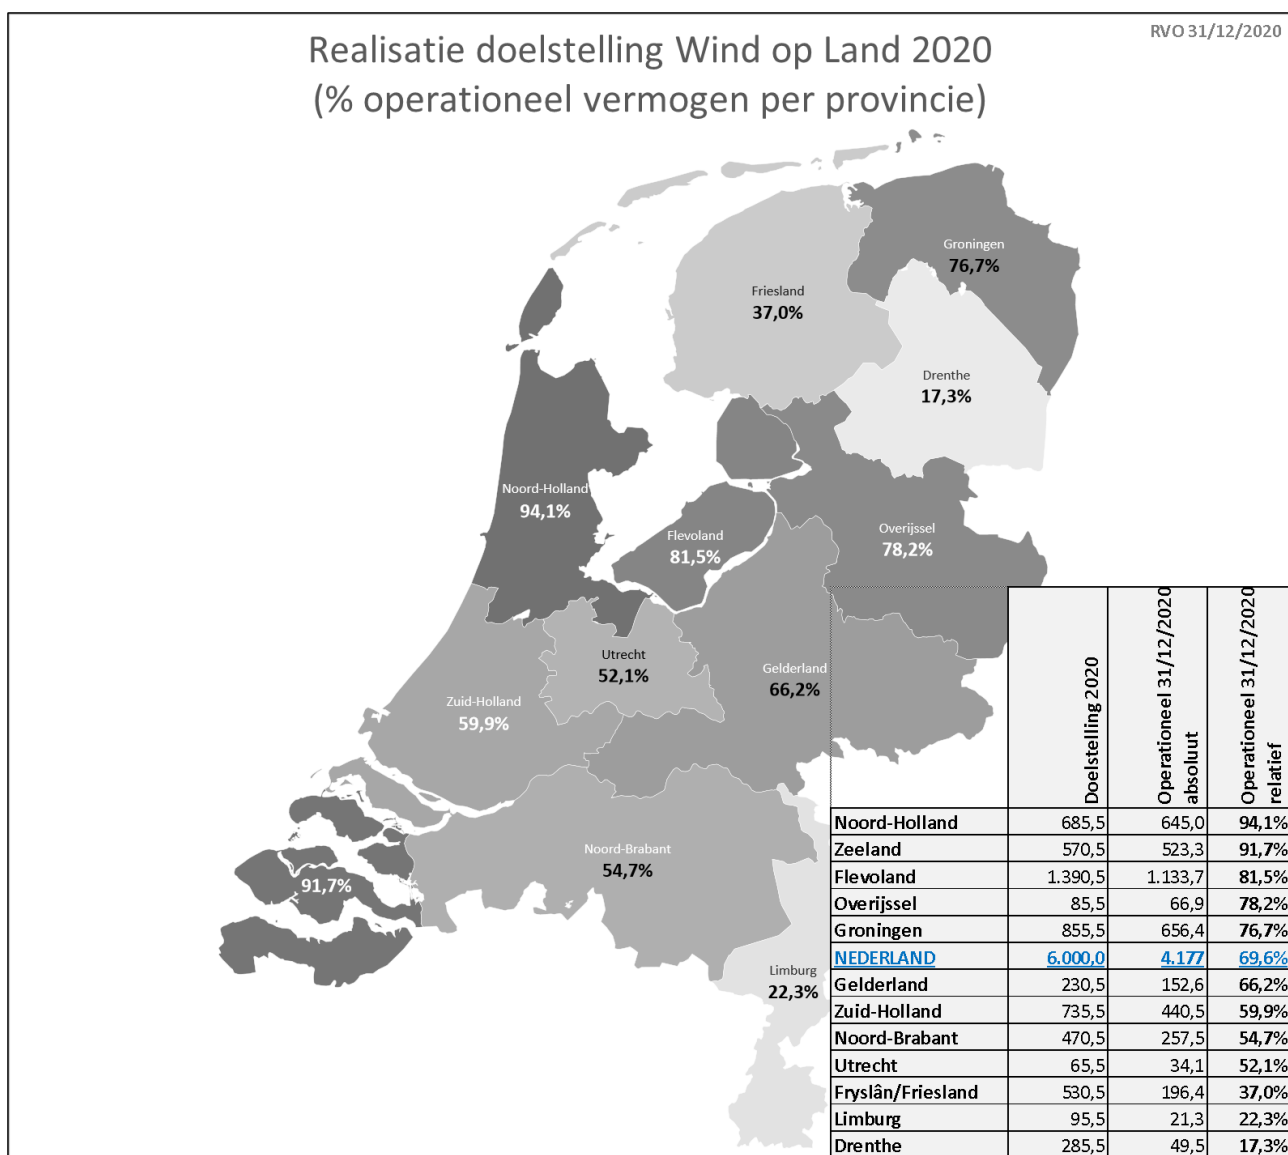 RVO 31/12/2020
Realisatie doelstelling Wind op Land 2020
(% operationeel vermogen per provincie)
Groningen
76,7%
Friesland
37,0%
Drenthe
17,3%
Noord-Holland
94,1%
Flevoland
81,5%
Overijssel
78,2%
Utrecht
52,1%
Gelderland
66,2%
Zuid-Holland
59,9%
Noord-Brabant
54,7%
91,7%
Limburg
22,3%
Doelstelling 2020
Operationeel 31/12/2020
absoluut
Operationeel 31/12/2020
relatief
Noord-Holland 685,5 645,0 94,1%
Zeeland 570,5 523,3 91,7%
Flevoland 1.390,5 1.133,7 81,5%
Overijssel 85,5 66,9 78,2%
Groningen 855,5 656,4 76,7%
NEDERLAND 6.000,0 4.177 69,6%
Gelderland 230,5 152,6 66,2%
Zuid-Holland 735,5 440,5 59,9%
Noord-Brabant 470,5 257,5 54,7%
Utrecht 65,5 34,1 52,1%
Fryslân/Friesland 530,5 196,4 37,0%
Limburg 95,5 21,3 22,3%
Drenthe 285,5 49,5 17,3%